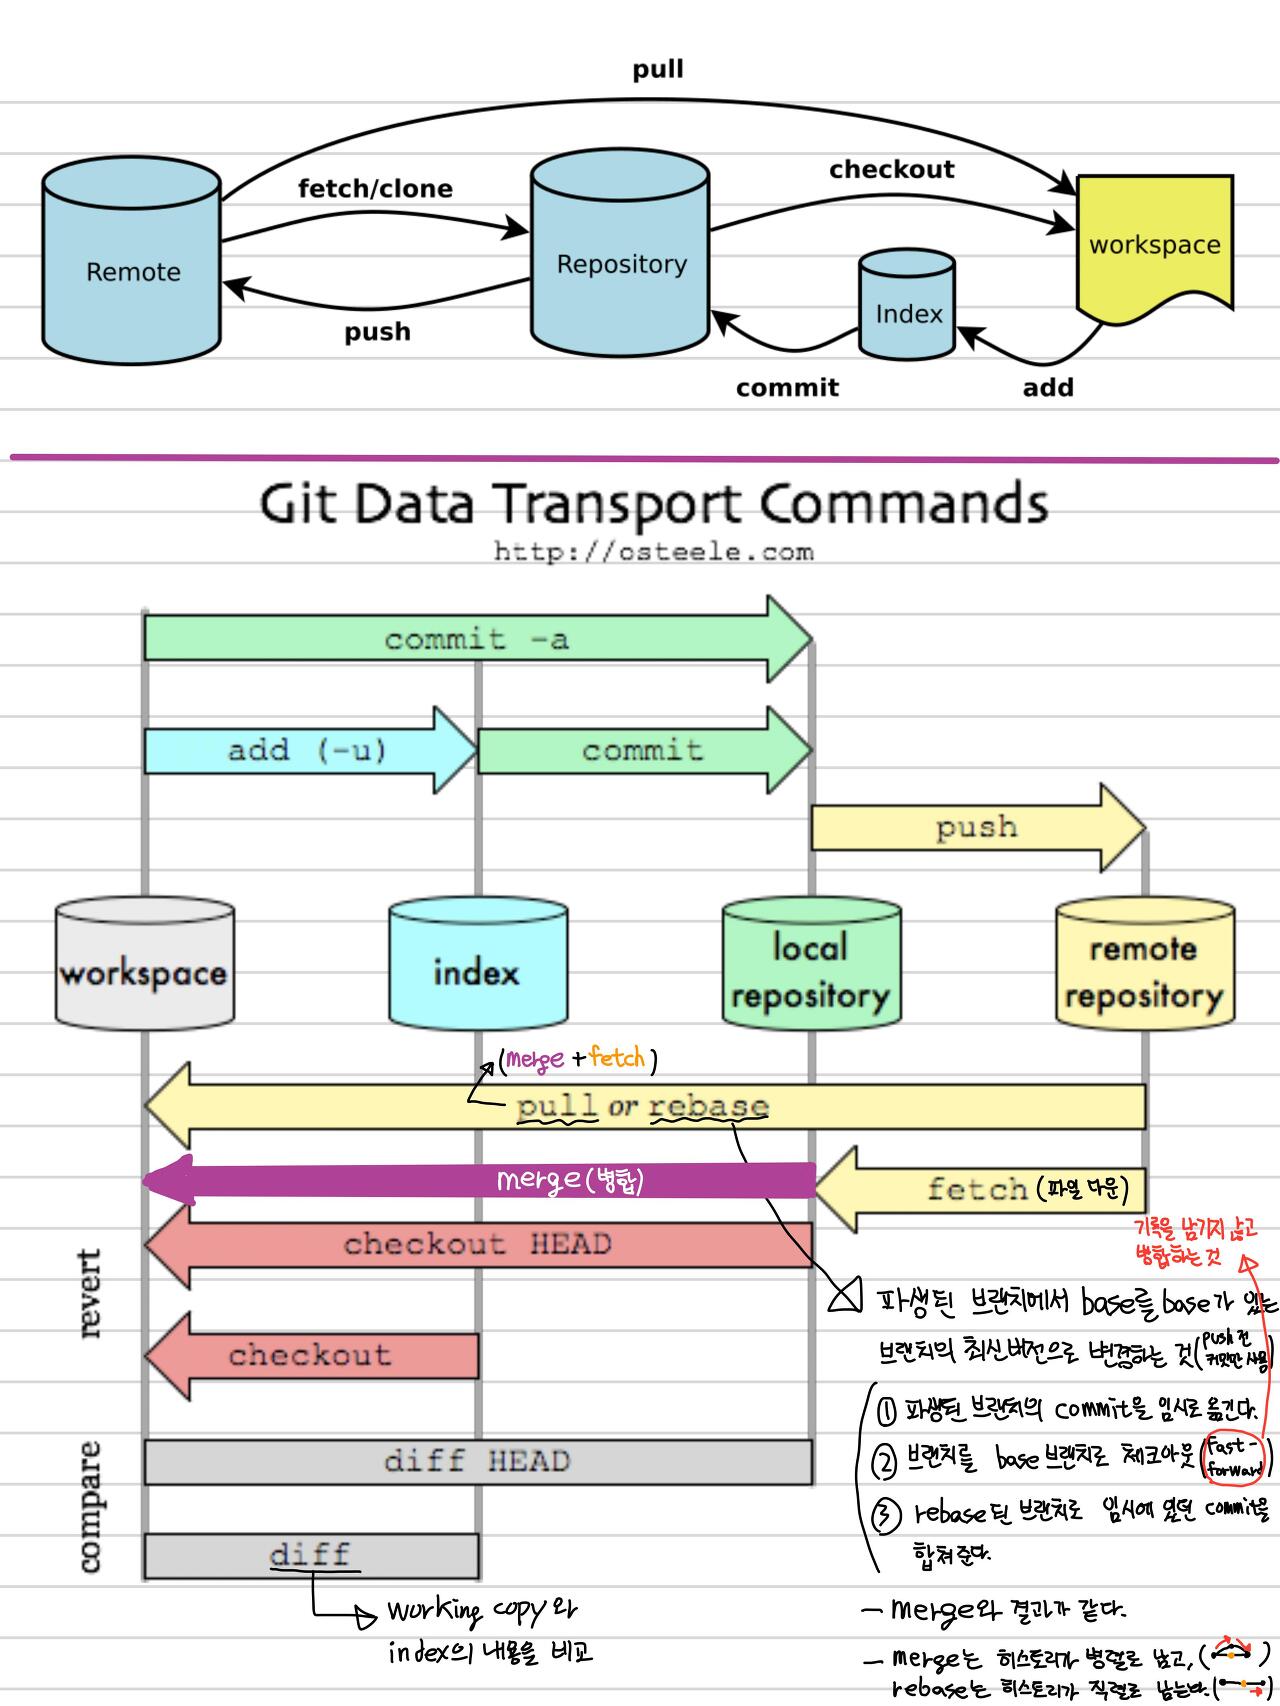 pull
fetch/clone
checkout
Remote
Repository
Index
workspace
push
commit
add
Git Data Transport Commands
http://osteele.com
commit -a
add (-u)
commit
push
workspace
index
local
repository
remote
repository
(merge + fetch)
pull or rebase
merge (병합)
fetch (파일 다운)
기록을 남기지 않고
병합하는 것
revert
checkout HEAD
checkout
파생된 브랜치에서 base를 base가 있는
브랜치의 최신버전으로 변경하는 것 (push 전
커밋만 사용)
① 파생된 브랜치의 commit을 임시로 옮긴다.
② 브랜치를 base 브랜치로 체크아웃 (fast-
forward)
③ rebase된 브랜치로 임시에 있던 commit을
합쳐준다.
compare
diff HEAD
diff
working copy와
index의 내용을 비교
– Merge와 결과가 같다.
– merge는 히스토리가 병렬로 남고, ( )
rebase는 히스토리가 직렬로 남는다. ( )